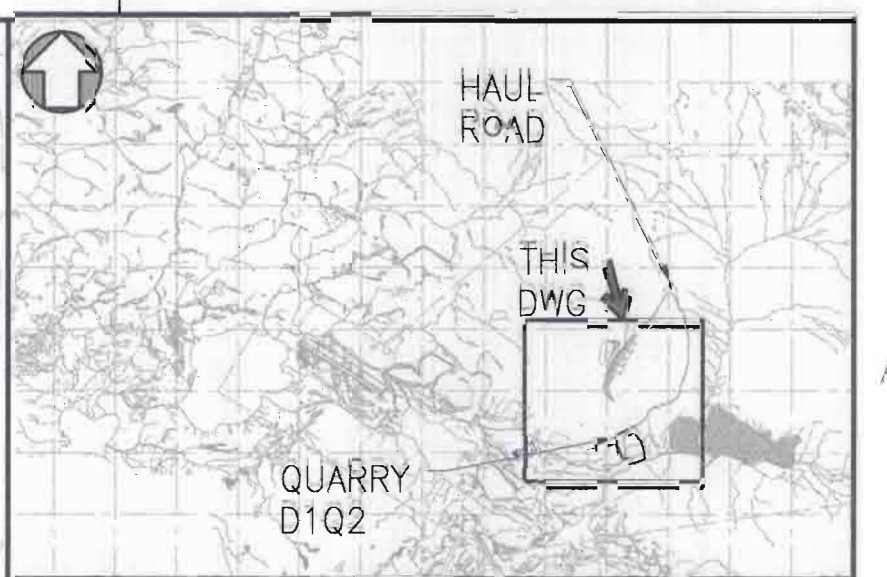 HAUL
ROAD
THIS
DWG
QUARRY
D1Q2